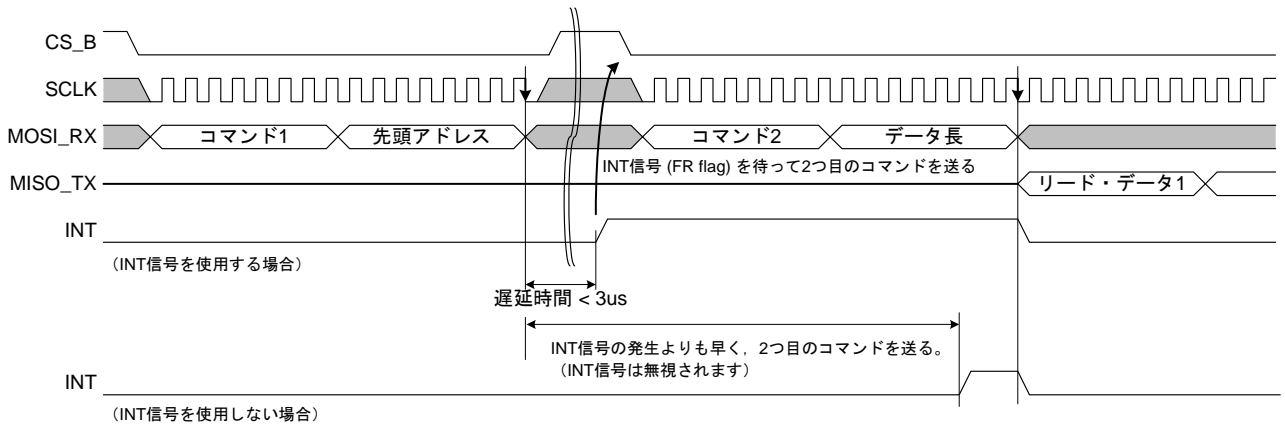 CS_B
SCLK
MOSI_RX
コマンド1
先頭アドレス
コマンド2
データ長
INT信号 (FR flag) を待って2つ目のコマンドを送る
MISO_TX
リード・データ1
INT
（INT信号を使用する場合）
遅延時間 < 3us
INT信号の発生よりも早く，2つ目のコマンドを送る。
（INT信号は無視されます）
INT
（INT信号を使用しない場合）